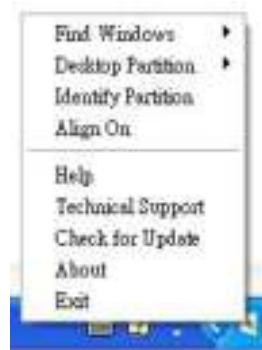 Find Windows
Desktop Partition
Identify Partition
Align On
Help
Technical Support
Check for Update
About
Exit